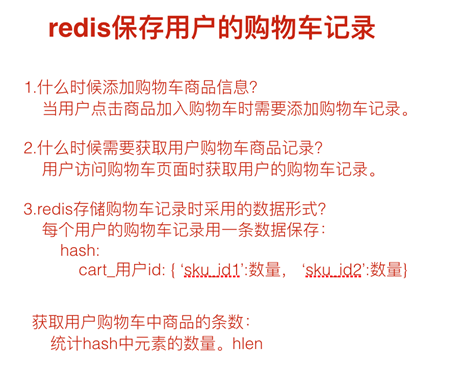 redis保存用户的购物车记录
1.什么时候添加购物车商品信息?
当用户点击商品加入购物车时需要添加购物车记录。
2.什么时候需要获取用户购物车商品记录?
用户访问购物车页面时获取用户的购物车记录。
3.redis存储购物车记录时采用的数据形式?
每个用户的购物车记录用一条数据保存：
hash:
cart_用户id: { ‘sku_id1’:数量， ‘sku_id2’:数量}
获取用户购物车中商品的条数：
统计hash中元素的数量。hlen